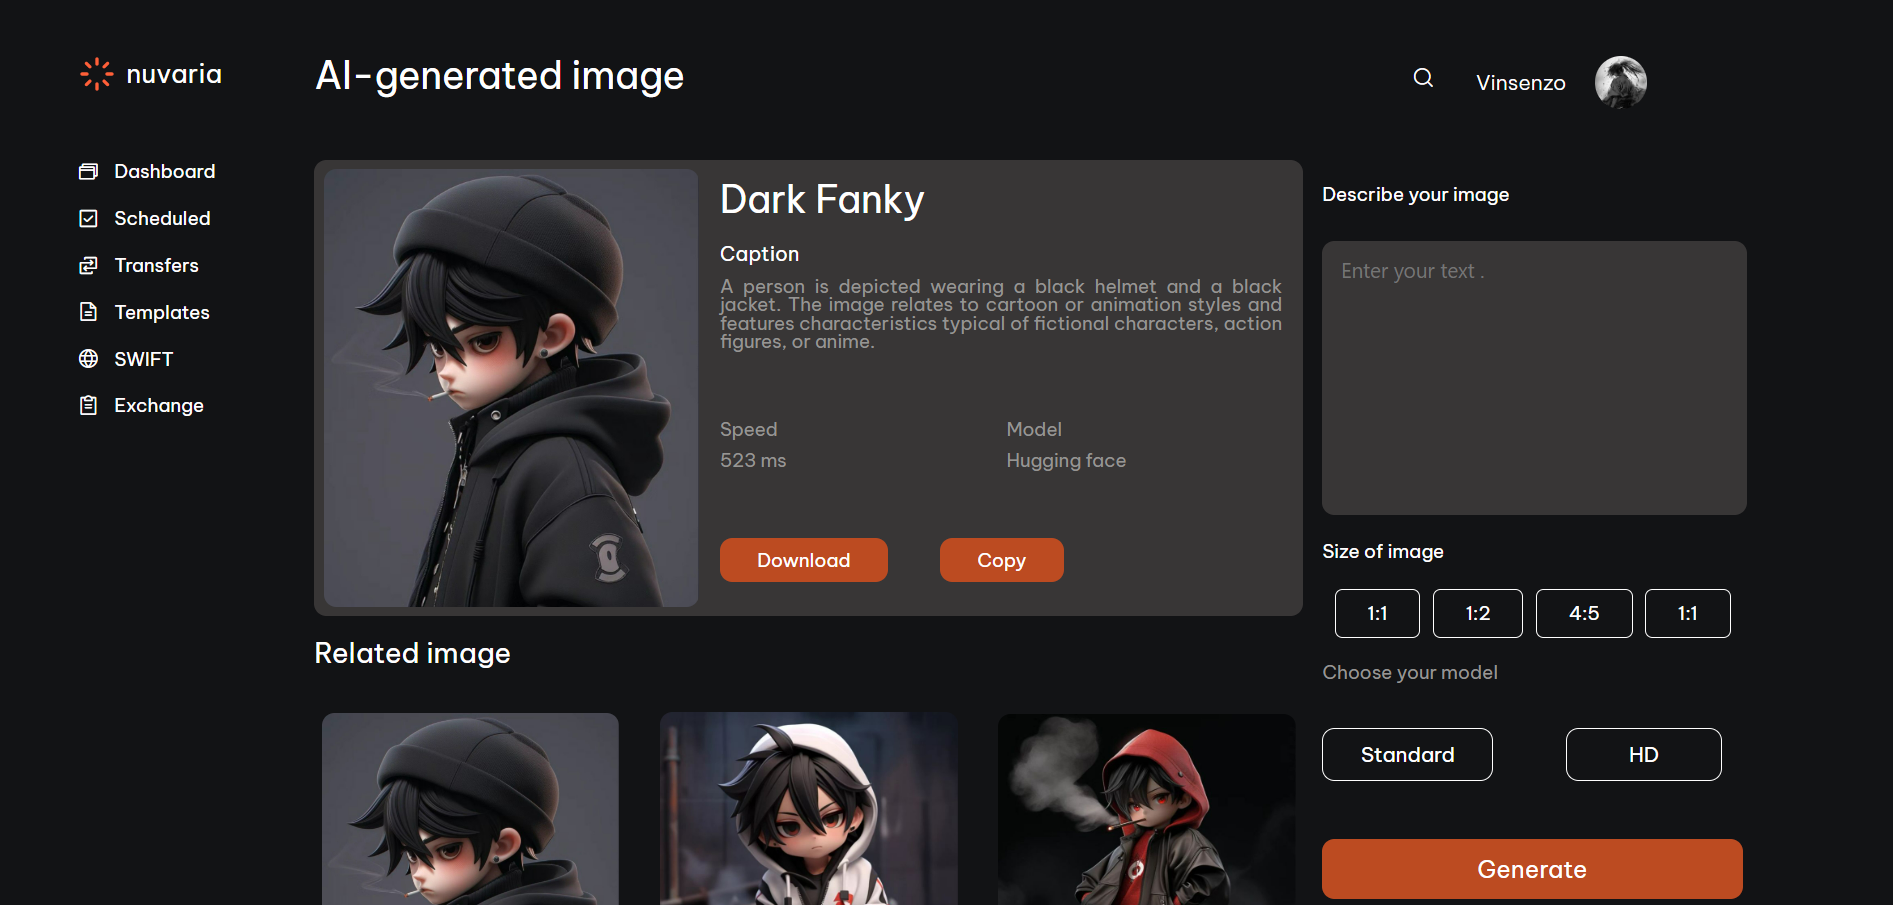 nuvaria
AI-generated image
Vinsenzo
Dashboard
Scheduled
Transfers
Templates
SWIFT
Exchange
Dark Fanky
Caption
A person is depicted wearing a black helmet and a black
jacket. The image relates to cartoon or animation styles and
features characteristics typical of fictional characters, action
figures, or anime.
Speed
Model
523 ms
Hugging face
Download
Copy
Related image
Describe your image
Enter your text .
Size of image
1:1
1:2
4:5
1:1
Choose your model
Standard
HD
Generate